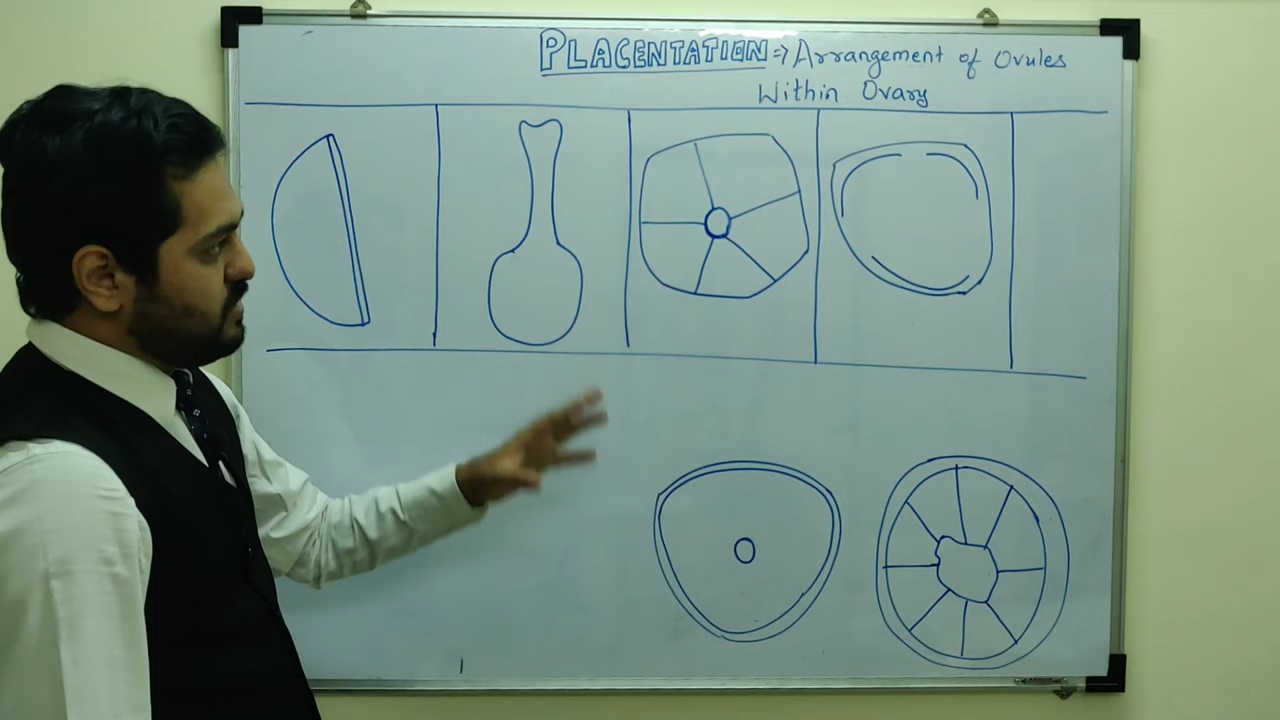 PLACENTATION => Arrangement of Ovules
Within Ovary